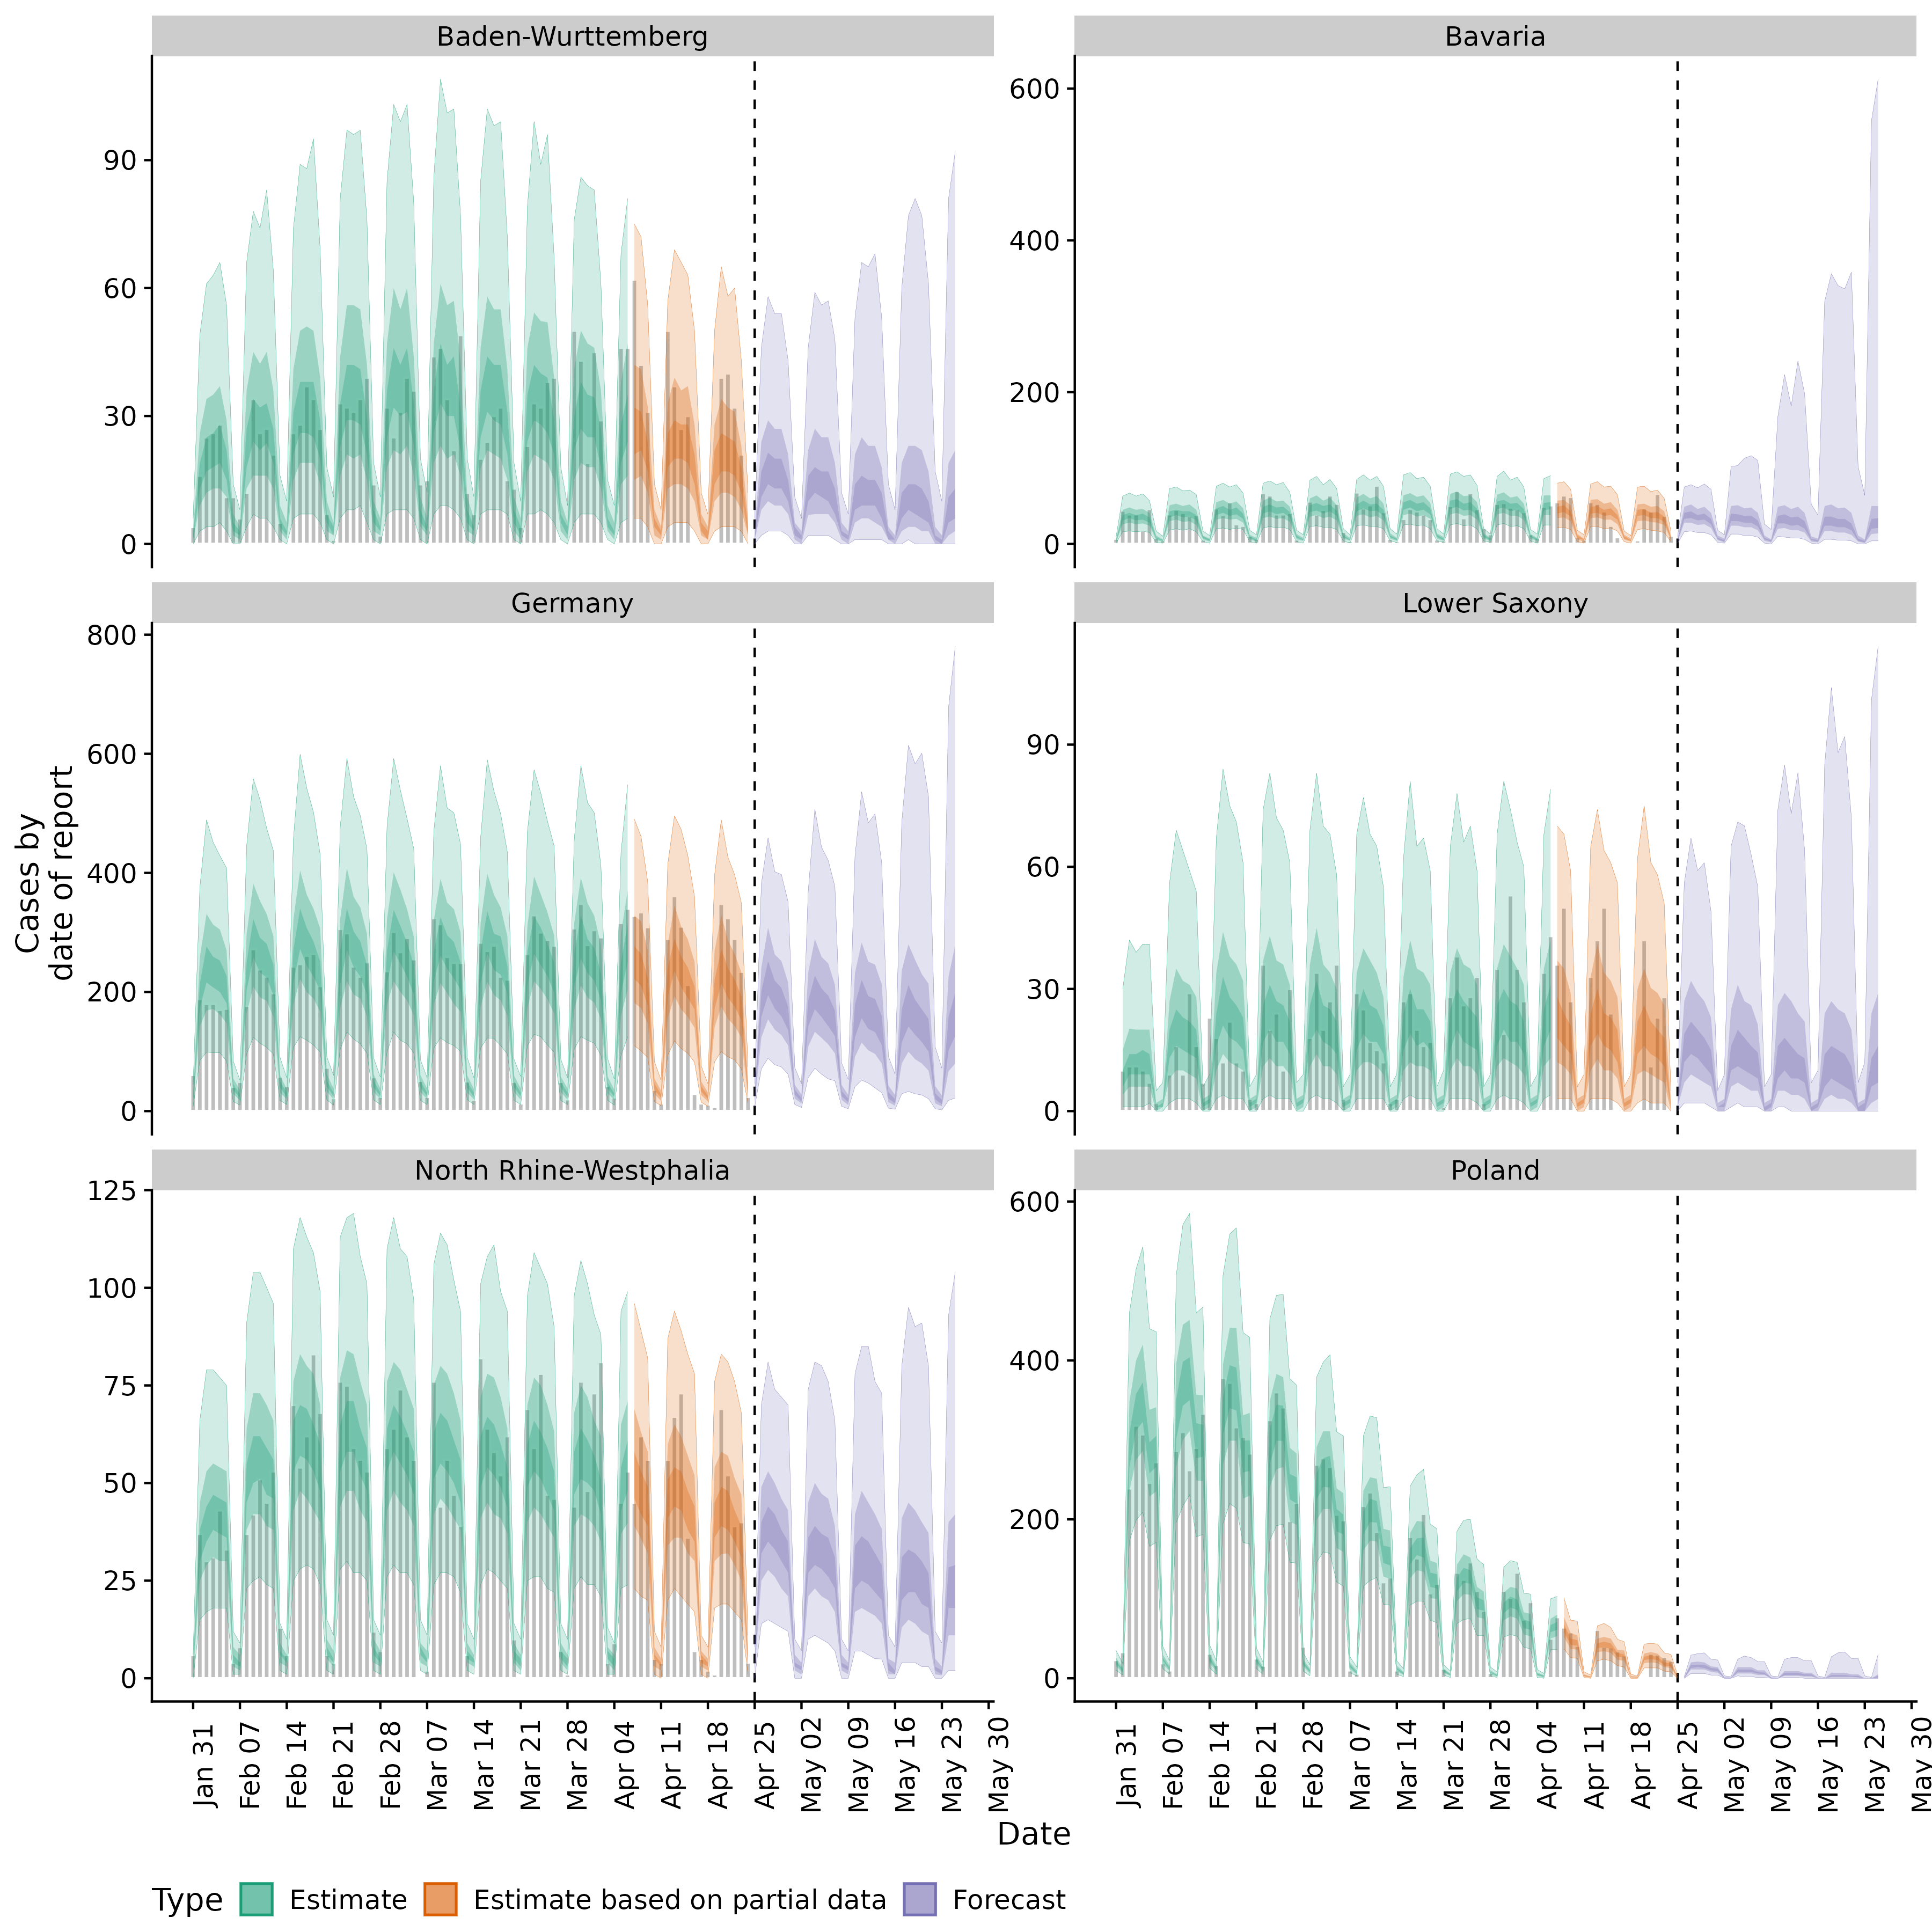 Baden-Wurttemberg
Bavaria
90
60
30
0
600
400
200
0
Germany
Lower Saxony
800
600
400
200
0
90
60
30
0
Cases by
date of report
North Rhine-Westphalia
Poland
125
100
75
50
25
0
600
400
200
0
Jan 31
Feb 07
Feb 14
Feb 21
Feb 28
Mar 07
Mar 14
Mar 21
Mar 28
Apr 04
Apr 11
Apr 18
Apr 25
May 02
May 09
May 16
May 23
May 30
Jan 31
Feb 07
Feb 14
Feb 21
Feb 28
Mar 07
Mar 14
Mar 21
Mar 28
Apr 04
Apr 11
Apr 18
Apr 25
May 02
May 09
May 16
May 23
May 30
Date
Type Estimate Estimate based on partial data Forecast